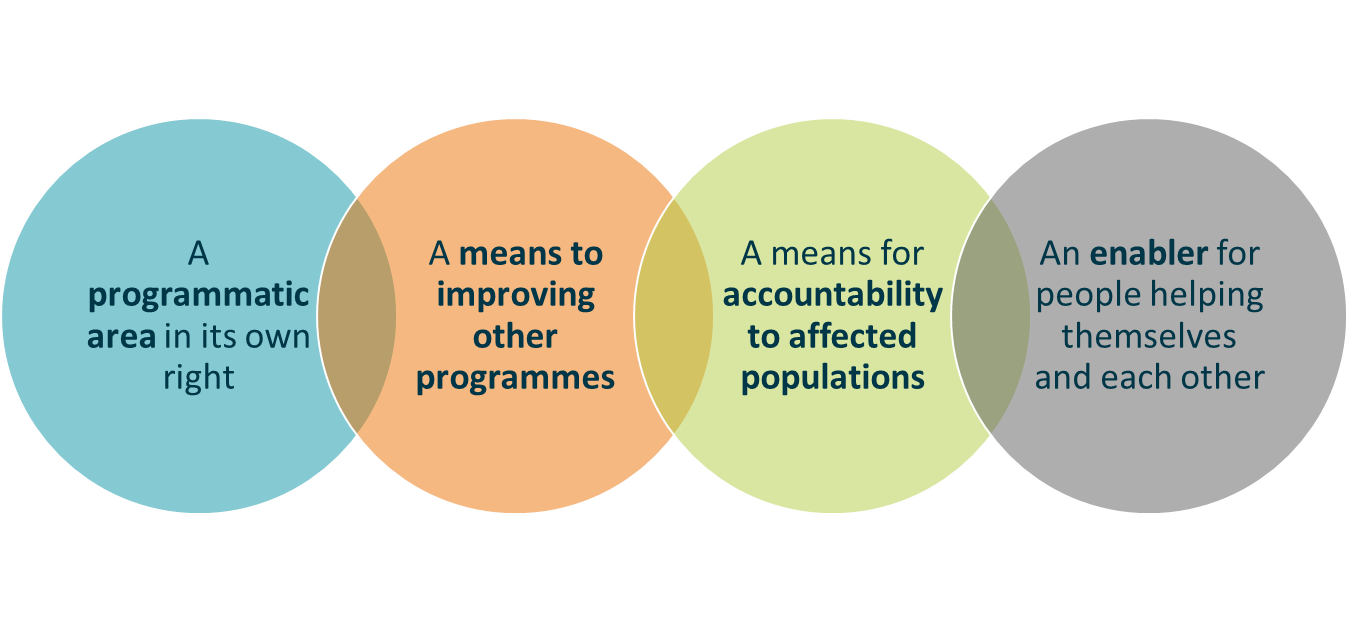 A
programmatic
area in its own
right
A means to
improving
other
programmes
A means for
accountability
to affected
populations
An enabler for
people helping
themselves
and each other